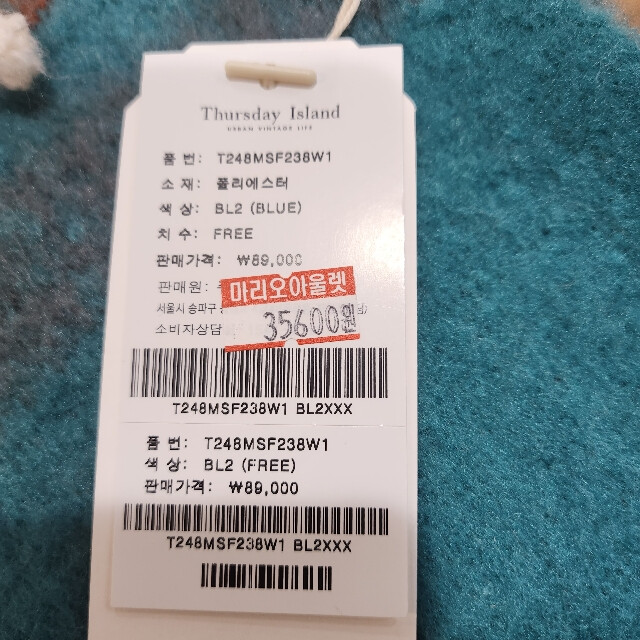 Thursday Island
URBAN VINTAGE LIFE
품 번: T248MSF238W1
소 재: 폴리에스터
색 상: BL2 (BLUE)
치 수: FREE
판매가격: ₩89,000
판매원:
마리오아울렛
서울시 송파구
35600원
소비자상담
T248MSF238W1 BL2XXX
품 번: T248MSF238W1
색 상: BL2 (FREE)
판매가격: ₩89,000
T248MSF238W1 BL2XXX